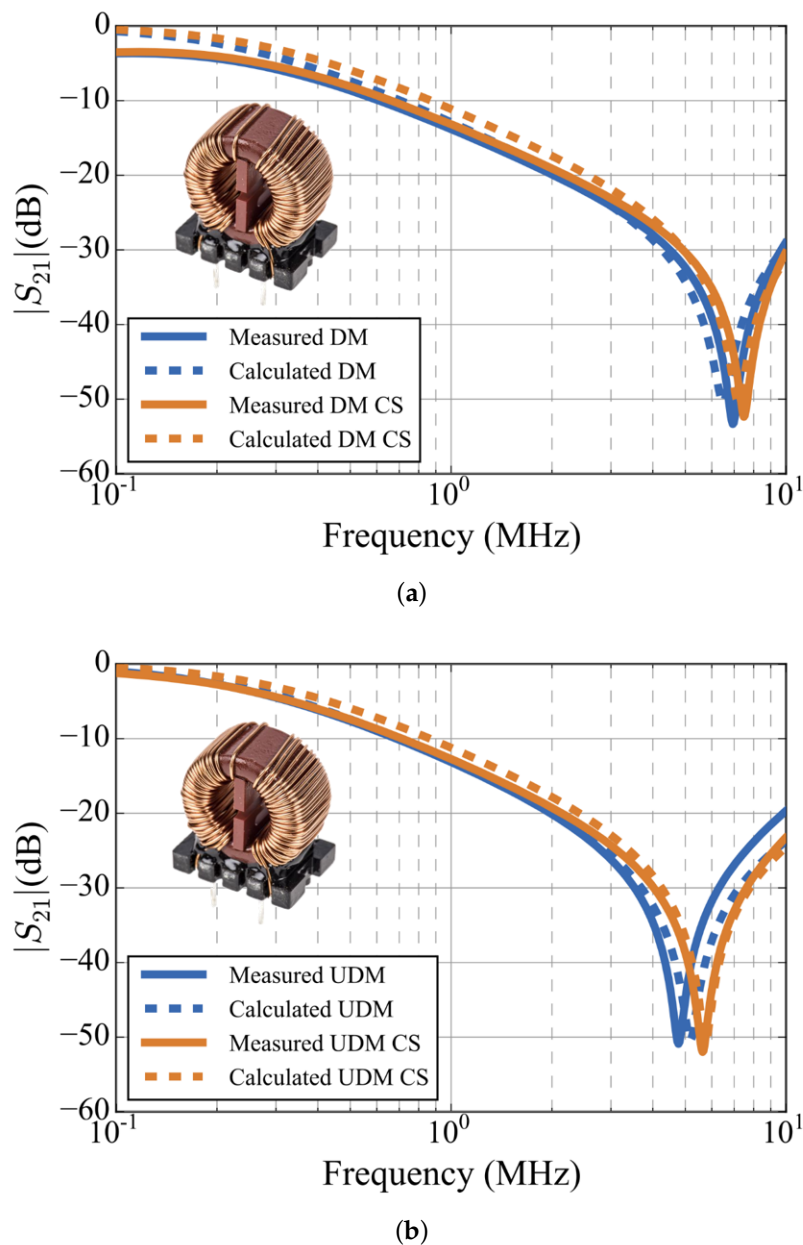 0
−10
−20
−30
−40
−50
−60
|S₂₁|(dB)
Measured DM
Calculated DM
Measured DM CS
Calculated DM CS
10⁻¹ 10⁰ 10¹
Frequency (MHz)
(a)
0
−10
−20
−30
−40
−50
−60
|S₂₁|(dB)
Measured UDM
Calculated UDM
Measured UDM CS
Calculated UDM CS
10⁻¹ 10⁰ 10¹
Frequency (MHz)
(b)